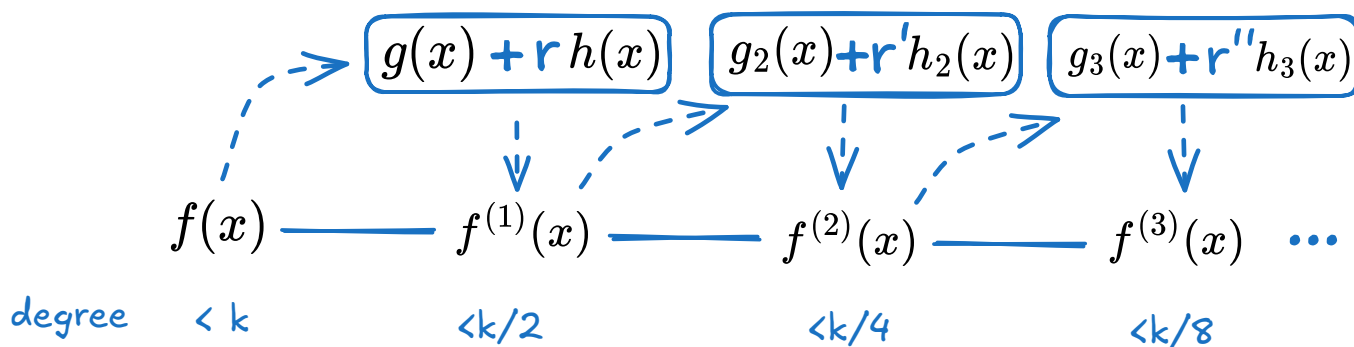 g(x) + r h(x) g₂(x) + r' h₂(x) g₃(x) + r'' h₃(x)
f(x) f⁽¹⁾(x) f⁽²⁾(x) f⁽³⁾(x) ...
degree < k <k/2 <k/4 <k/8